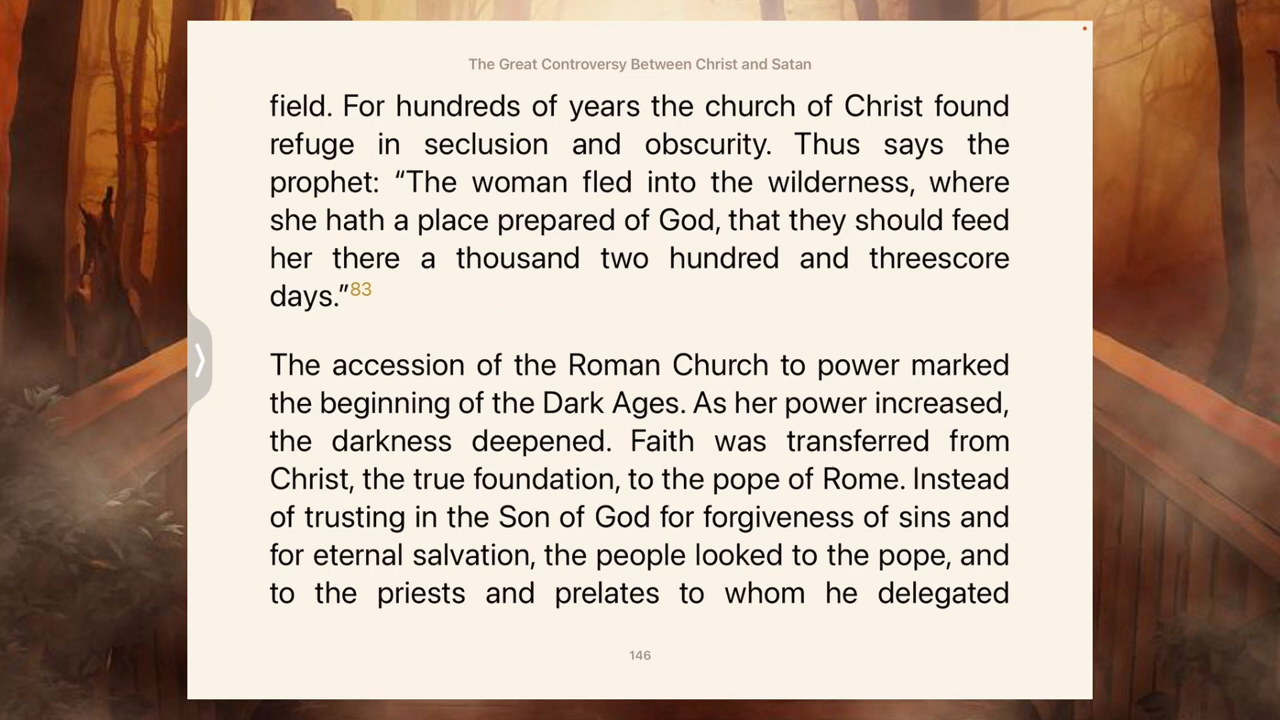 The Great Controversy Between Christ and Satan
field. For hundreds of years the church of Christ found
refuge in seclusion and obscurity. Thus says the
prophet: “The woman fled into the wilderness, where
she hath a place prepared of God, that they should feed
her there a thousand two hundred and threescore
days.”83
The accession of the Roman Church to power marked
the beginning of the Dark Ages. As her power increased,
the darkness deepened. Faith was transferred from
Christ, the true foundation, to the pope of Rome. Instead
of trusting in the Son of God for forgiveness of sins and
for eternal salvation, the people looked to the pope, and
to the priests and prelates to whom he delegated
146